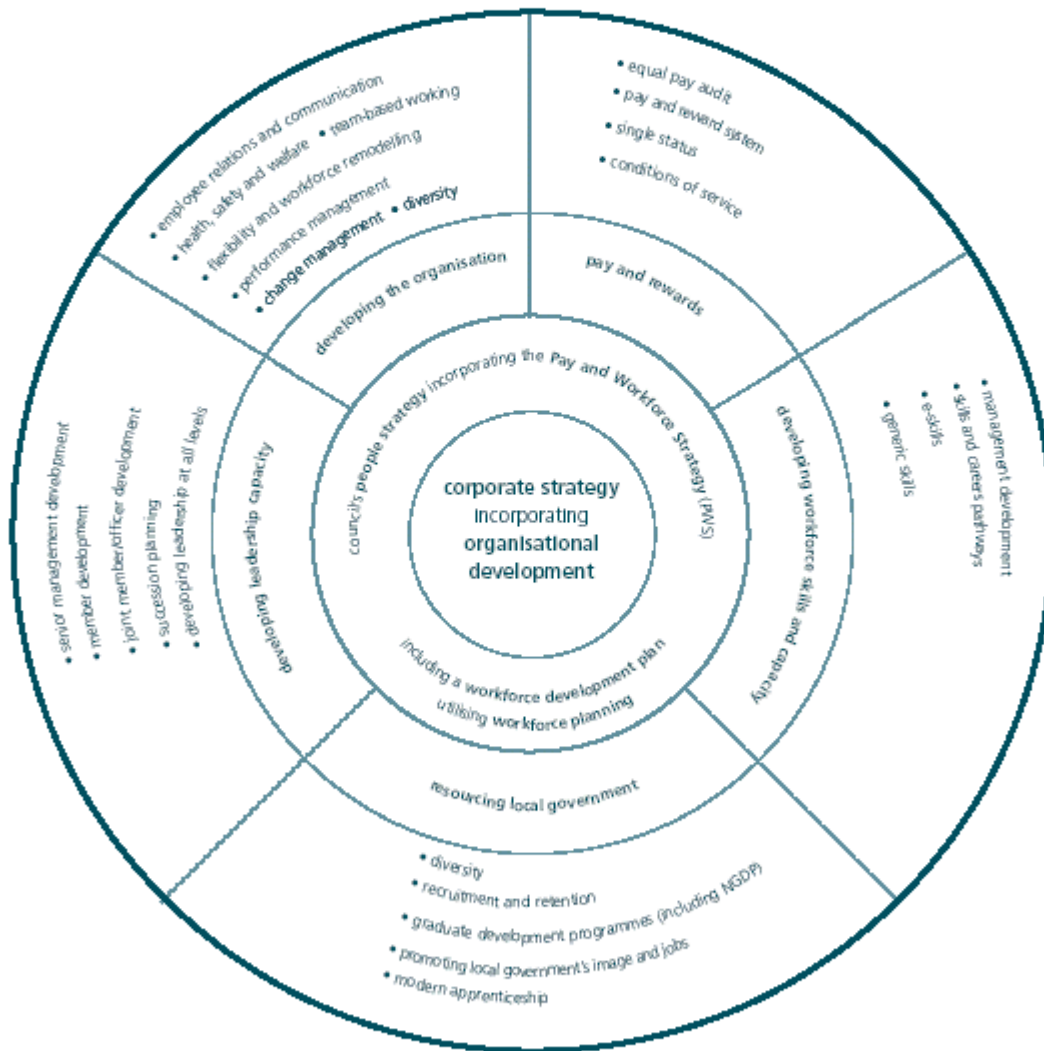 corporate strategy
incorporating
organisational
development
council's people strategy incorporating the Pay and Workforce Strategy (PWS)
including a workforce development plan
utilising workforce planning
developing the organisation
• employee relations and communication
• health, safety and welfare • team-based working
• flexibility and workforce remodelling
• performance management
• change management • diversity
pay and rewards
• equal pay audit
• pay and reward system
• single status
• conditions of service
developing workforce skills and capacity
• management development
• skills and careers pathways
• e-skills
• generic skills
resourcing local government
• diversity
• recruitment and retention
• graduate development programmes (including NGDP)
• promoting local government's image and jobs
• modern apprenticeship
developing leadership capacity
• senior management development
• member development
• joint member/officer development
• succession planning
• developing leadership at all levels